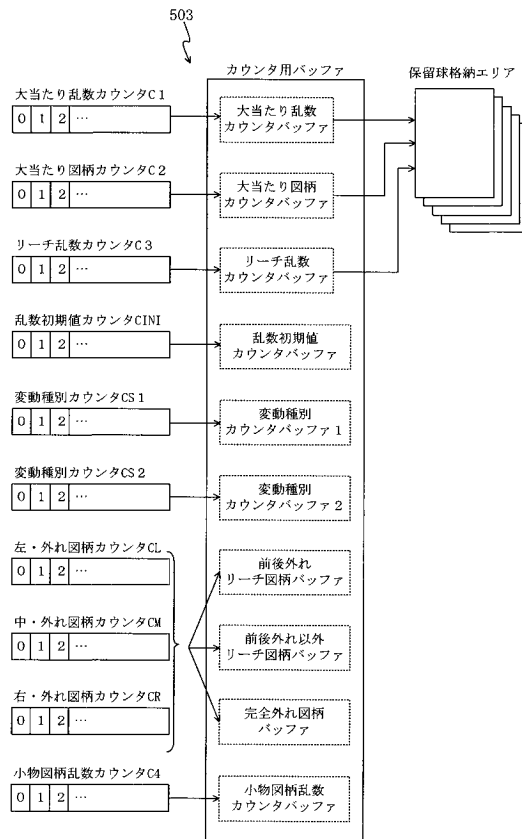 503
カウンタ用バッファ
保留球格納エリア
大当たり乱数カウンタC1
0 1 2 …
大当たり乱数
カウンタバッファ
大当たり図柄カウンタC2
0 1 2 …
大当たり図柄
カウンタバッファ
リーチ乱数カウンタC3
0 1 2 …
リーチ乱数
カウンタバッファ
乱数初期値カウンタCINI
0 1 2 …
乱数初期値
カウンタバッファ
変動種別カウンタCS1
0 1 2 …
変動種別
カウンタバッファ1
変動種別カウンタCS2
0 1 2 …
変動種別
カウンタバッファ2
左・外れ図柄カウンタCL
0 1 2 …
前後外れ
リーチ図柄バッファ
中・外れ図柄カウンタCM
0 1 2 …
前後外れ以外
リーチ図柄バッファ
右・外れ図柄カウンタCR
0 1 2 …
完全外れ図柄
バッファ
小物図柄乱数カウンタC4
0 1 2 …
小物図柄乱数
カウンタバッファ